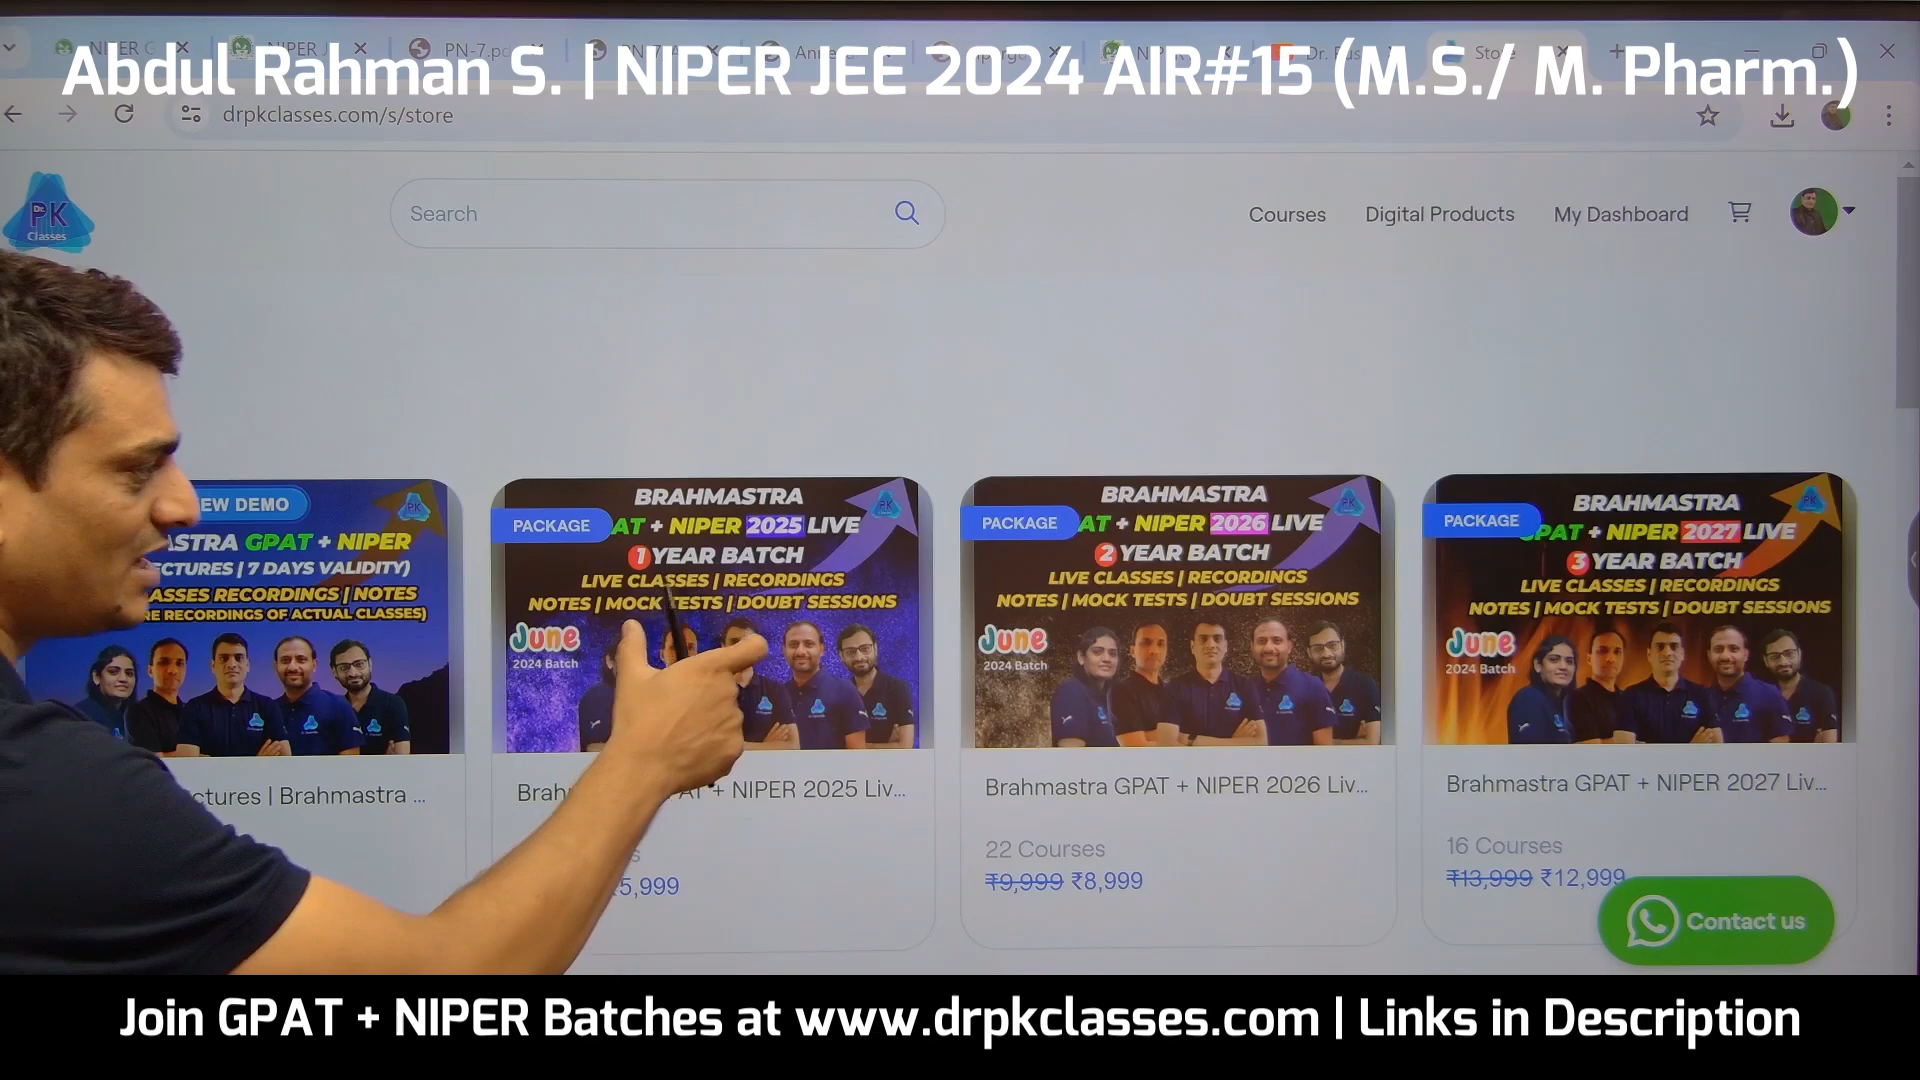 Abdul Rahman S. | NIPER JEE 2024 AIR#15 (M.S./ M. Pharm.)
drpkclasses.com/s/store
Dr.
PK
Classes
Search
Courses
Digital Products
My Dashboard
EW DEMO
PK
ASTRA GPAT + NIPER
ECTURES | 7 DAYS VALIDITY)
ASSES RECORDINGS | NOTES
RE RECORDINGS OF ACTUAL CLASSES)
ctures | Brahmastra ...
BRAHMASTRA
PACKAGE
AT + NIPER 2025 LIVE
1 YEAR BATCH
LIVE CLASSES | RECORDINGS
NOTES | MOCK TESTS | DOUBT SESSIONS
June
2024 Batch
Brah AT + NIPER 2025 Liv...
s
₹5,999
BRAHMASTRA
PACKAGE
AT + NIPER 2026 LIVE
2 YEAR BATCH
LIVE CLASSES | RECORDINGS
NOTES | MOCK TESTS | DOUBT SESSIONS
June
2024 Batch
Brahmastra GPAT + NIPER 2026 Liv...
22 Courses
₹9,999 ₹8,999
BRAHMASTRA
PACKAGE
GPAT + NIPER 2027 LIVE
3 YEAR BATCH
LIVE CLASSES | RECORDINGS
NOTES | MOCK TESTS | DOUBT SESSIONS
June
2024 Batch
Brahmastra GPAT + NIPER 2027 Liv...
16 Courses
₹13,999 ₹12,999
Contact us
Join GPAT + NIPER Batches at www.drpkclasses.com | Links in Description